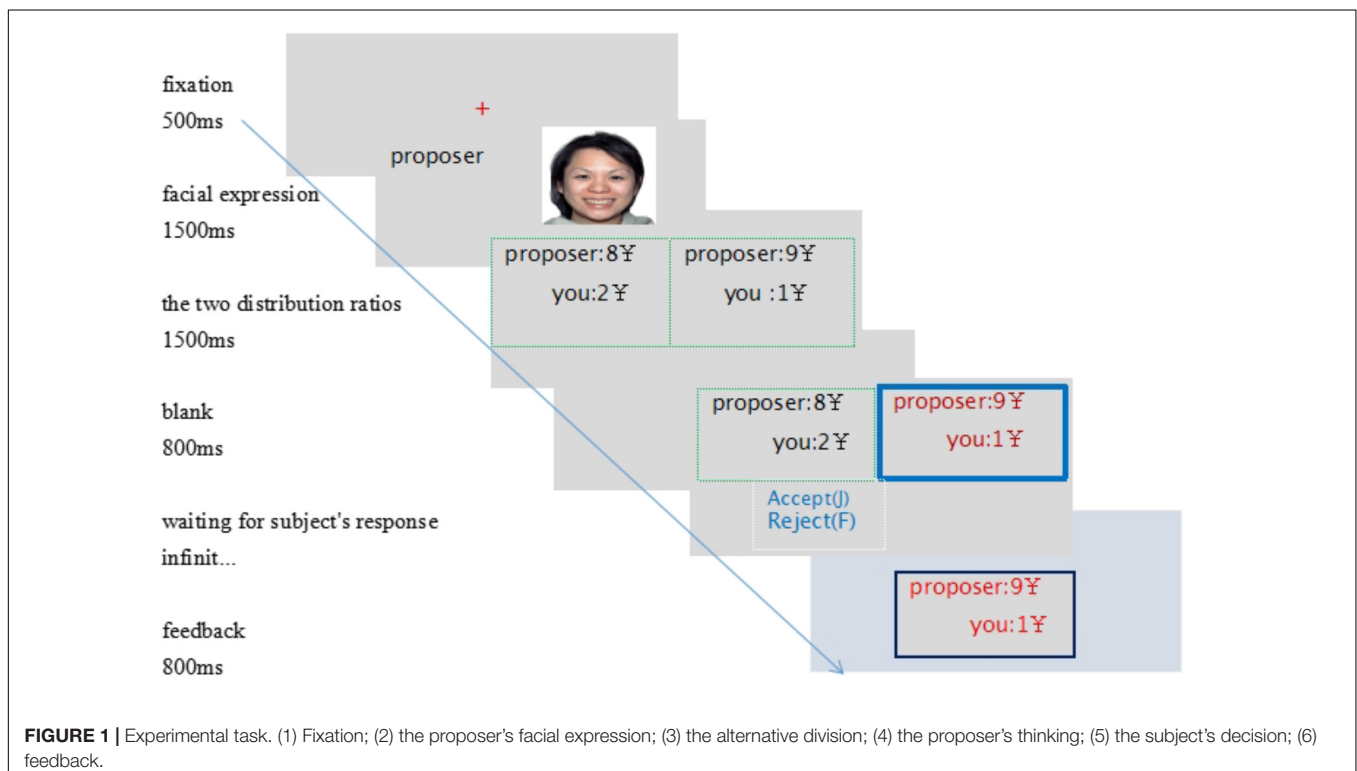 fixation
500ms
+
proposer
facial expression
1500ms
proposer:8¥ proposer:9¥
you:2¥ you :1¥
the two distribution ratios
1500ms
blank
800ms
proposer:8¥ proposer:9¥
you:2¥ you:1¥
Accept(J)
Reject(F)
waiting for subject's response
infinit...
proposer:9¥
you:1¥
feedback
800ms
FIGURE 1 | Experimental task. (1) Fixation; (2) the proposer's facial expression; (3) the alternative division; (4) the proposer's thinking; (5) the subject's decision; (6)
feedback.